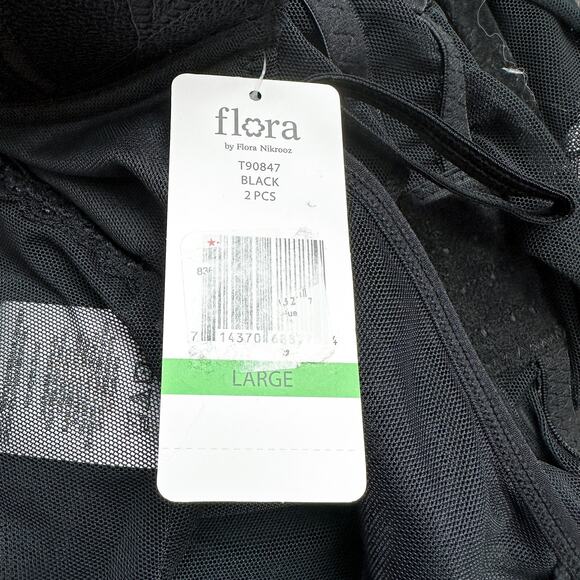 flora
by Flora Nikrooz
T90847
BLACK
2 PCS
LARGE